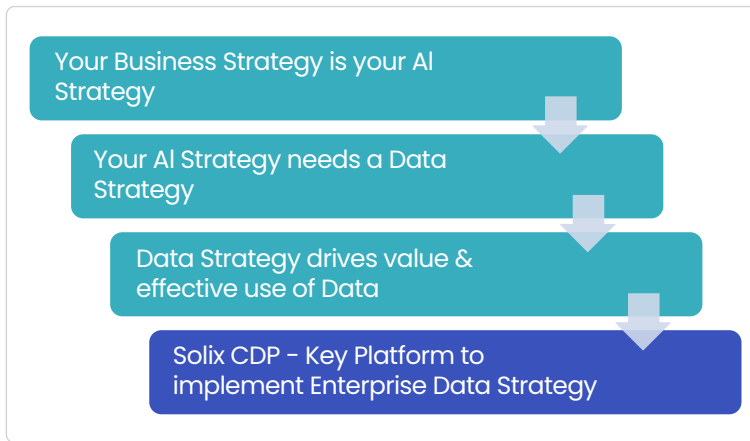 Your Business Strategy is your AI
Strategy
Your AI Strategy needs a Data
Strategy
Data Strategy drives value &
effective use of Data
Solix CDP - Key Platform to
implement Enterprise Data Strategy